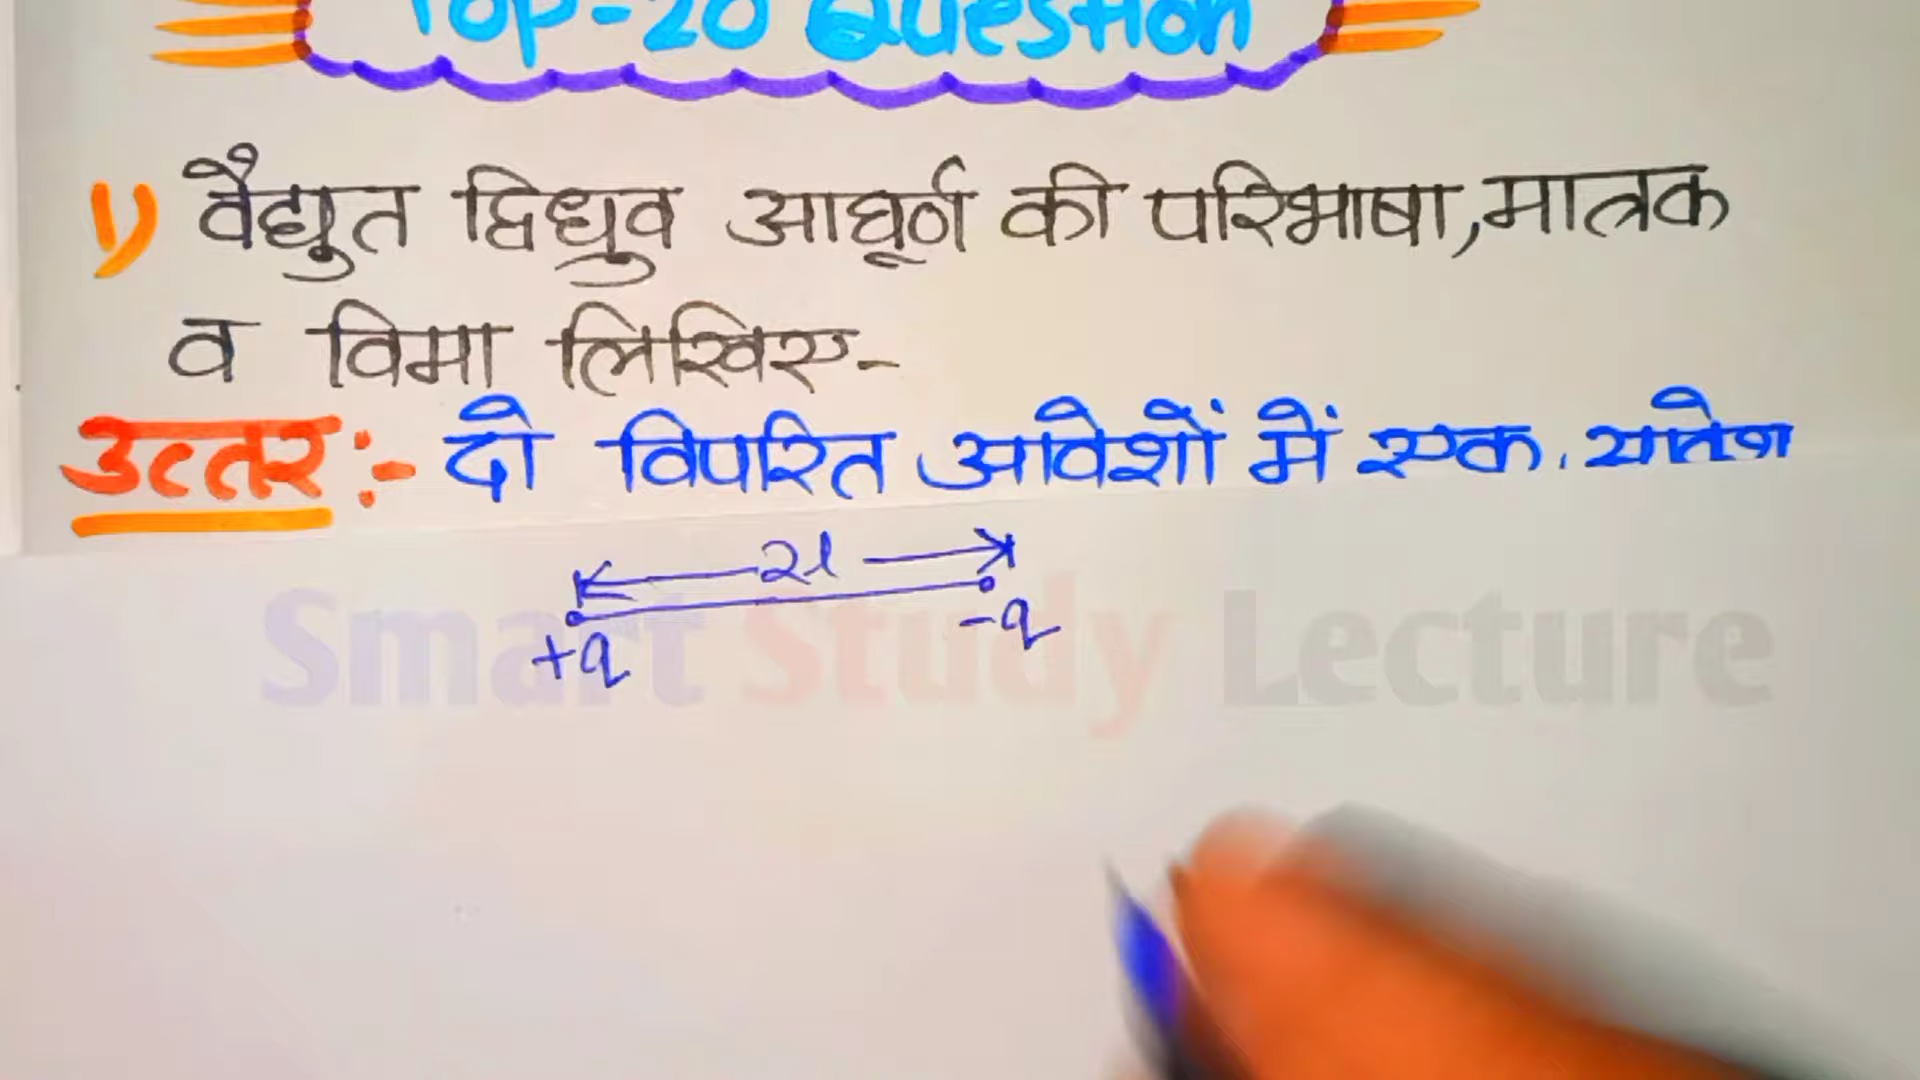 Top-20 Question
1) वैद्युत द्विध्रुव आघूर्ण की परिभाषा, मात्रक
व विमा लिखिए-
उत्तर:- दो विपरित आवेशों में एक
2l
+q -q
Smart Study Lecture